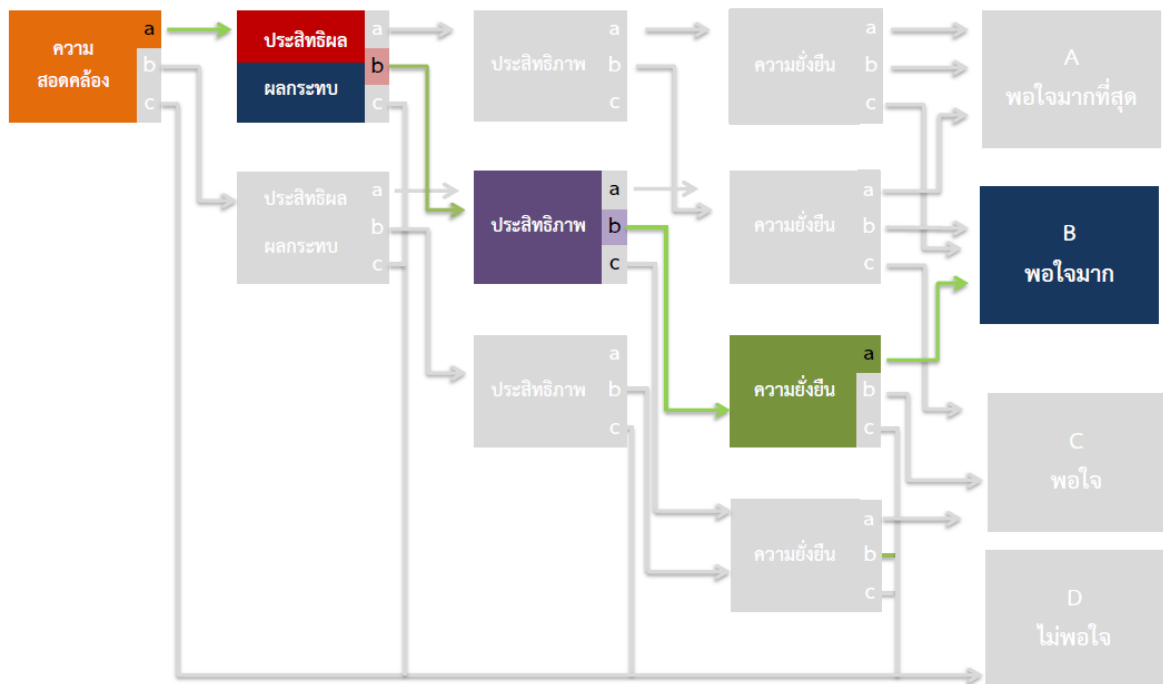 ความ
สอดคล้อง
a
b
c
ประสิทธิผล
ผลกระทบ
a
b
c
ประสิทธิภาพ
a
b
c
ความยั่งยืน
a
b
c
A
พอใจมากที่สุด
ประสิทธิผล
ผลกระทบ
a
b
c
ประสิทธิภาพ
a
b
c
ความยั่งยืน
a
b
c
B
พอใจมาก
ประสิทธิภาพ
a
b
c
ความยั่งยืน
a
b
c
C
พอใจ
ความยั่งยืน
a
b
c
D
ไม่พอใจ